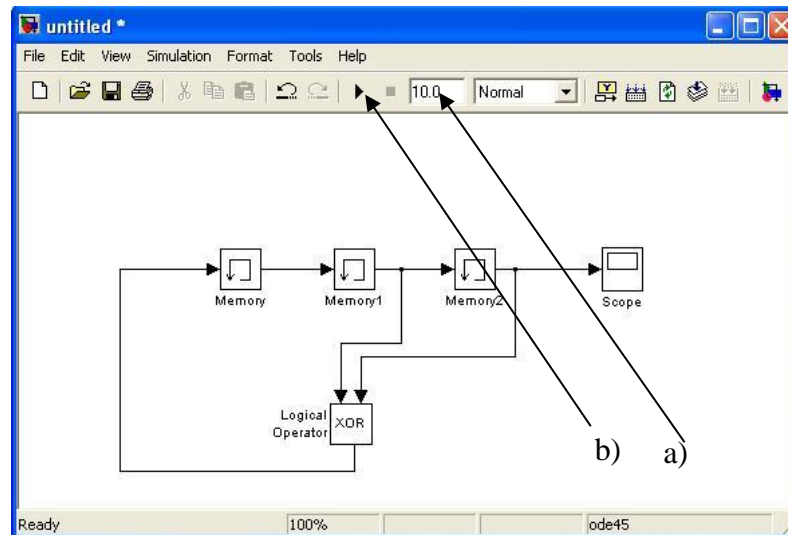 untitled *
File Edit View Simulation Format Tools Help
10.0 Normal
Memory Memory1 Memory2 Scope
Logical
Operator
XOR
b) a)
Ready 100% ode45